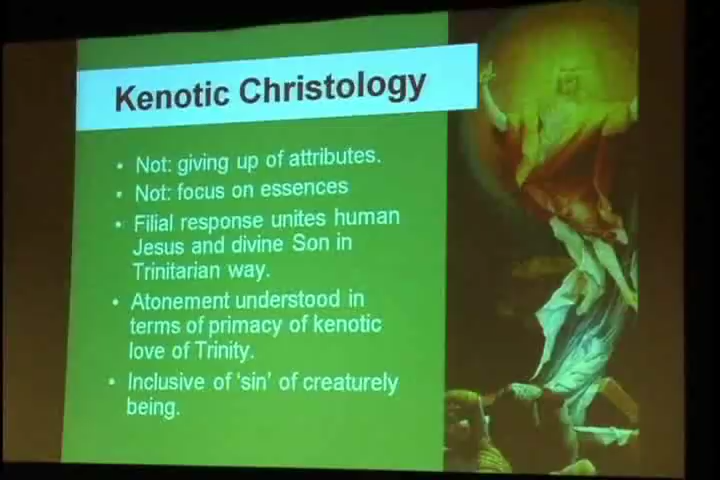 Kenotic Christology
• Not: giving up of attributes.
• Not: focus on essences
• Filial response unites human
Jesus and divine Son in
Trinitarian way.
• Atonement understood in
terms of primacy of kenotic
love of Trinity.
• Inclusive of 'sin' of creaturely
being.